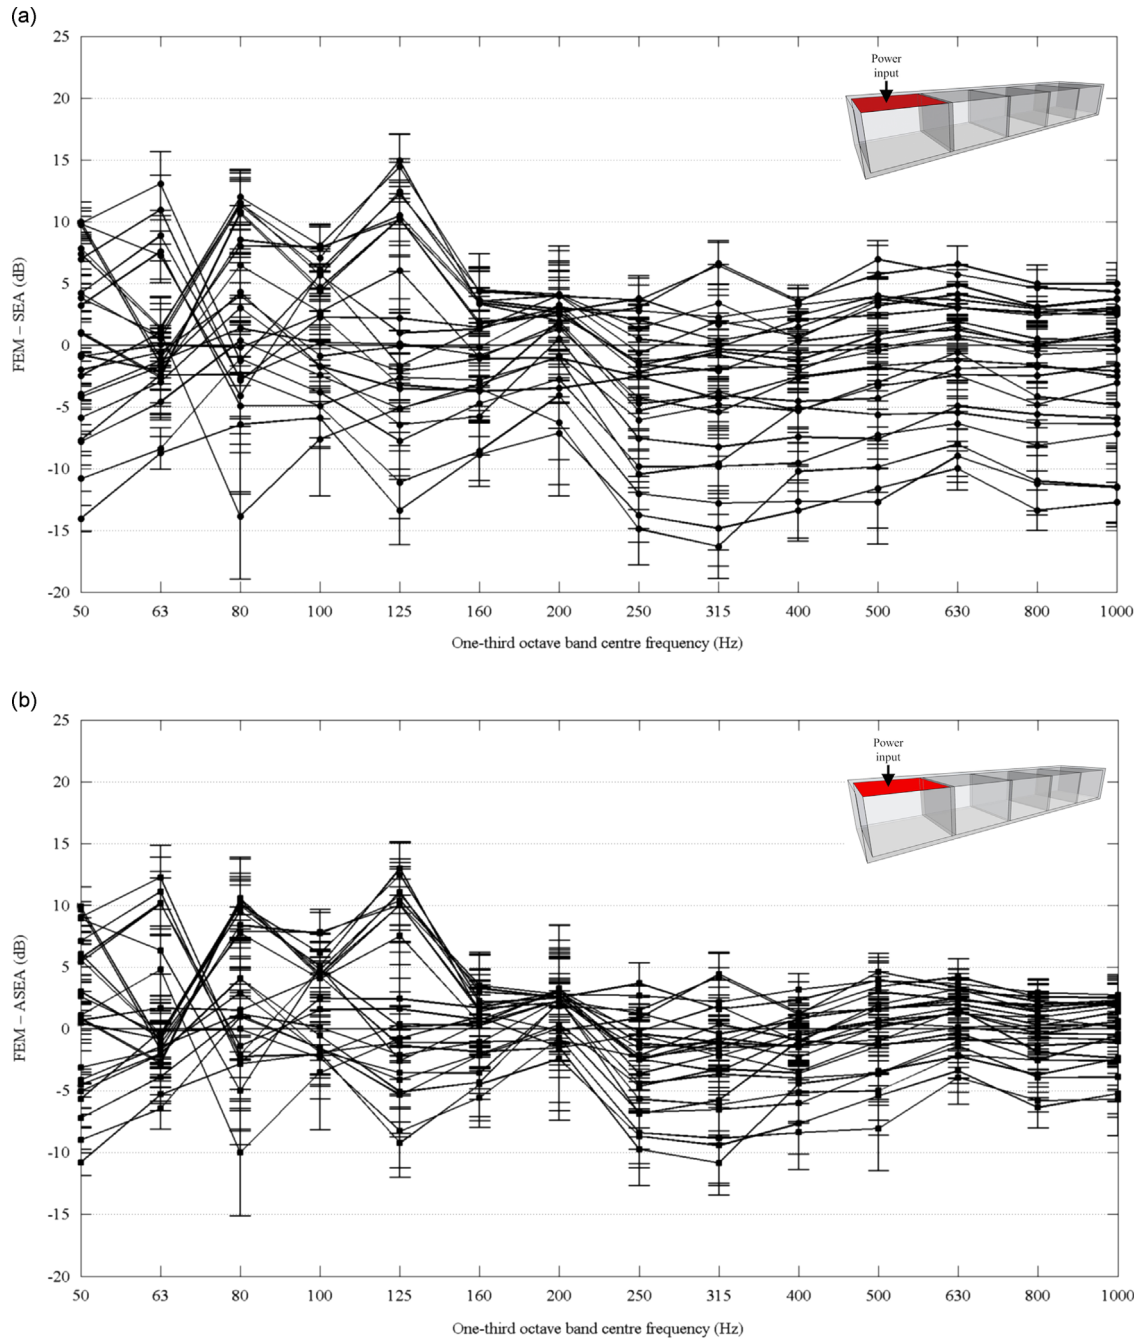 (a)
Power
input
25
20
15
10
5
0
-5
-10
-15
-20
FEM – SEA (dB)
50 63 80 100 125 160 200 250 315 400 500 630 800 1000
One-third octave band centre frequency (Hz)
(b)
Power
input
25
20
15
10
5
0
-5
-10
-15
-20
FEM – ASEA (dB)
50 63 80 100 125 160 200 250 315 400 500 630 800 1000
One-third octave band centre frequency (Hz)